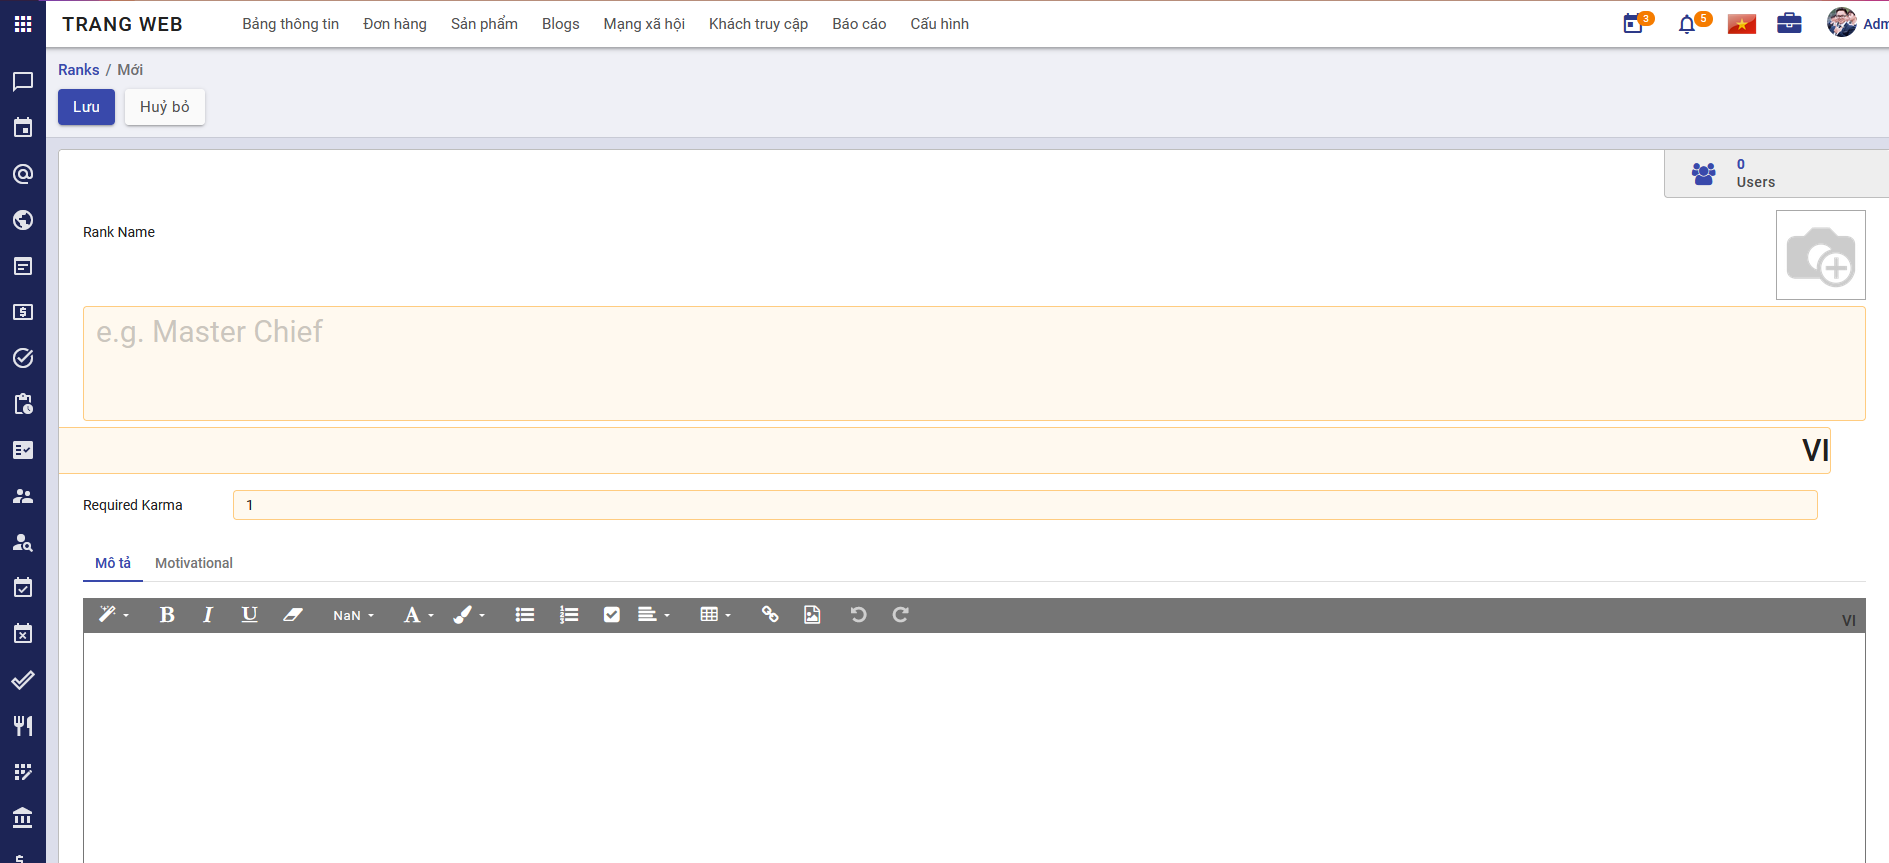 TRANG WEB Bảng thông tin Đơn hàng Sản phẩm Blogs Mạng xã hội Khách truy cập Báo cáo Cấu hình 3 5 Adm
Ranks / Mới
Lưu Huỷ bỏ
0
Users
Rank Name
e.g. Master Chief
VI
Required Karma 1
Mô tả Motivational
B I U NaN A VI